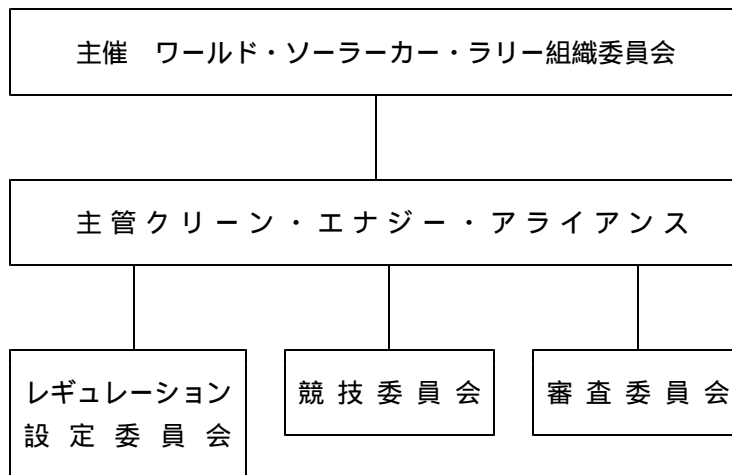 主催　ワールド・ソーラーカー・ラリー組織委員会
主管クリーン・エナジー・アライアンス
レギュレーション
設定委員会
競技委員会
審査委員会